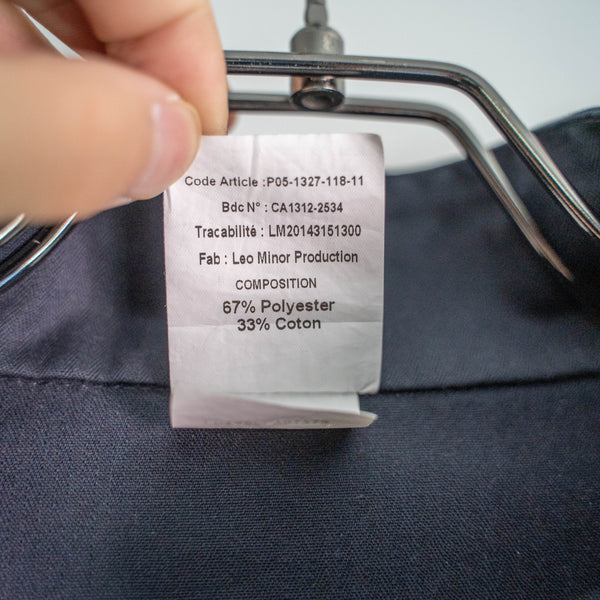 Code Article :P05-1327-118-11
Bdc N° : CA1312-2534
Tracabilité : LM20143151300
Fab : Leo Minor Production
COMPOSITION
67% Polyester
33% Coton